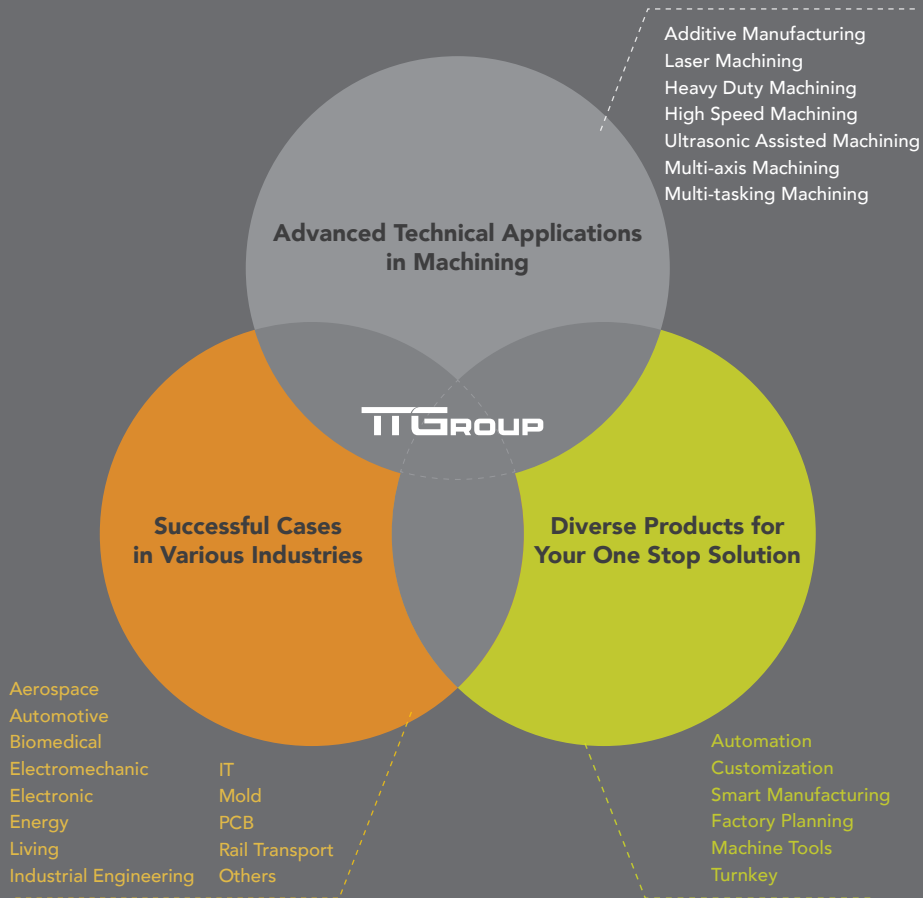 Additive Manufacturing
Laser Machining
Heavy Duty Machining
High Speed Machining
Ultrasonic Assisted Machining
Multi-axis Machining
Multi-tasking Machining
Advanced Technical Applications
in Machining
TTGROUP
Successful Cases
in Various Industries
Diverse Products for
Your One Stop Solution
Aerospace
Automotive
Biomedical
Electromechanic
Electronic
Energy
Living
Industrial Engineering
IT
Mold
PCB
Rail Transport
Others
Automation
Customization
Smart Manufacturing
Factory Planning
Machine Tools
Turnkey